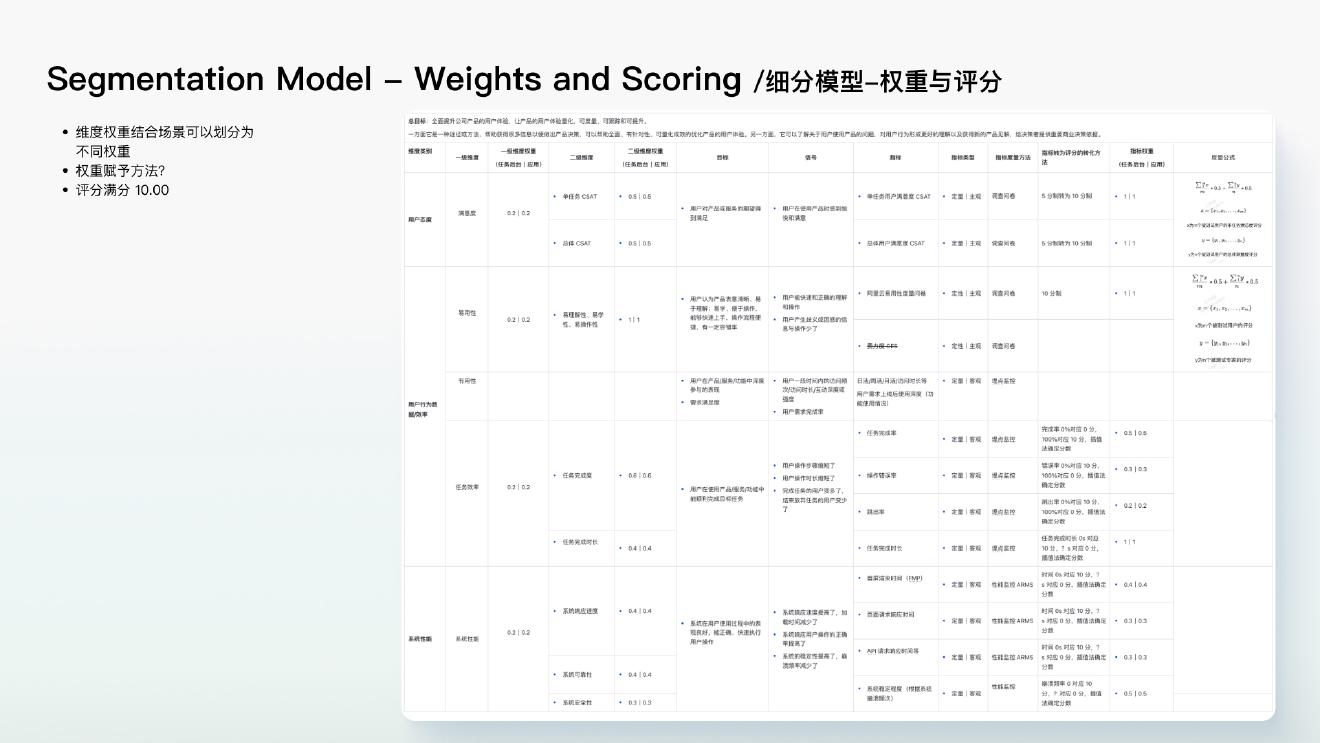 Segmentation Model – Weights and Scoring /细分模型-权重与评分
• 维度权重结合场景可以划分为
不同权重
• 权重赋予方法?
• 评分满分 10.00
总目标：全面提升公司产品的用户体验，让产品的用户体验量化、可度量、可跟踪和可提升。
一方面它是一种途径或方法，帮助获得很多信息以便做出产品决策，可以帮助全面、有针对性、可量化成效的优化产品的用户体验。另一方面，它可以了解关于用户使用产品的问题，对用户行为形成更好的理解以及获得新的产品见解，给决策者提供重要商业决策依据。
维度类别
一级维度
一级维度权重
（任务后台 | 应用）
二级维度
二级维度权重
（任务后台 | 应用）
目标
信号
指标
指标类型
指标度量方法
指标转为评分的转化方
法
指标权重
（任务后台 | 应用）
用户态度
满意度
0.2 | 0.2
• 单任务 CSAT
• 0.5 | 0.5
• 用户对产品或服务的期望得
到满足
• 用户在使用产品时感到愉
快和满意
• 单任务用户满意度 CSAT
• 定量 | 主观
调查问卷
5 分制转为 10 分制
• 1 | 1
• 总体 CSAT
• 0.5 | 0.5
• 总体用户满意度 CSAT
• 定量 | 主观
调查问卷
5 分制转为 10 分制
• 1 | 1
用户行为数
据/效率
易用性
0.2 | 0.2
• 易理解性、易学
性、易操作性
• 1 | 1
• 用户认为产品表意清晰、易
于理解；易学、便于操作，
能够快速上手，操作流程便
捷，有一定容错率
• 用户能快速和正确的理解
和操作
• 用户产生歧义或困惑的信
息与操作少了
• 阿里云易用性度量问卷
• 定性 | 主观
调查问卷
10 分制
• 1 | 1
• 费力度 CES
• 定性 | 主观
调查问卷
x = {x₁, x₂, . . . , xₘ}
x为m个被测试用户的评分
y = {y₁, y₂, . . . , yₙ}
有用性
• 用户在产品/服务/功能中深度
参与的表现
• 需求满足度
• 用户一段时间内的访问频
次/访问时长/互动深度或
强度
• 用户需求完成率
日活/周活/月活/访问时长等
用户需求上线后使用深度（功
能使用情况）
• 定量 | 客观
埋点监控
任务效率
0.2 | 0.2
• 任务完成度
• 0.6 | 0.6
• 用户在使用产品/服务/功能中
能顺利完成目标任务
• 用户操作步骤缩短了
• 用户操作时长缩短了
• 完成任务的用户变多了，
结束放弃任务的用户变少
了
• 任务完成率
• 定量 | 客观
埋点监控
完成率 0%对应 0 分，
100%对应 10 分，插值
法确定分数
• 0.5 | 0.5
• 操作错误率
• 定量 | 客观
埋点监控
错误率 0%对应 10 分，
100%对应 0 分，插值法
确定分数
• 0.3 | 0.3
• 跳出率
• 定量 | 客观
埋点监控
跳出率 0%对应 10 分，
100%对应 0 分，插值法
确定分数
• 0.2 | 0.2
• 任务完成时长
• 0.4 | 0.4
• 任务完成时长
• 定量 | 客观
埋点监控
任务完成时长 0s 对应
10 分，? s 对应 0 分，
插值法确定分数
• 1 | 1
系统性能
系统性能
0.2 | 0.2
• 系统响应速度
• 0.4 | 0.4
• 系统在用户使用过程中的表
现良好，能正确、快速执行
用户操作
• 系统响应速度提高了，加
载时间减少了
• 系统响应用户操作的正确
率提高了
• 系统的稳定性提高了，崩
溃频率减少了
• 首屏渲染时间（FMP）
• 定量 | 客观
性能监控 ARMS
时间 0s 对应 10 分，?
s 对应 0 分，插值法确定
分数
• 0.4 | 0.4
• 页面请求响应时间
• 定量 | 客观
性能监控 ARMS
时间 0s 对应 10 分，?
s 对应 0 分，插值法确定
分数
• 0.3 | 0.3
• API 请求响应时间等
• 定量 | 客观
性能监控 ARMS
时间 0s 对应 10 分，?
s 对应 0 分，插值法确定
分数
• 0.3 | 0.3
• 系统可靠性
• 0.4 | 0.4
• 系统稳定程度（根据系统
崩溃频次）
• 定量 | 客观
性能监控
崩溃频率 0 对应 10
分，? 对应 0 分，插值
法确定分数
• 0.5 | 0.5
• 系统安全性
• 0.3 | 0.3